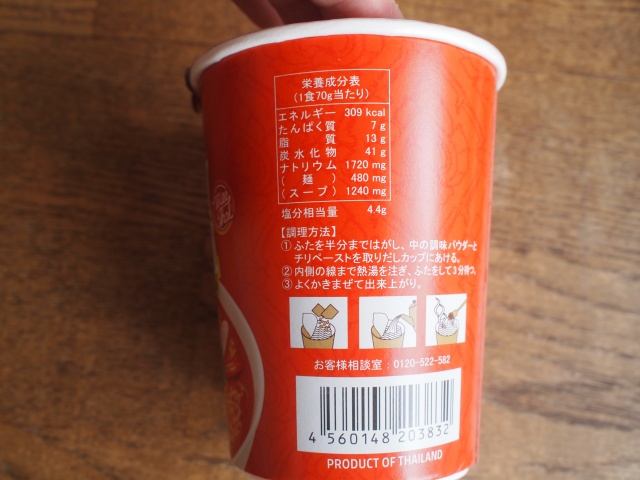 栄養成分表
(1食70g当たり)
エネルギー 309 kcal
たんぱく質 7 g
脂質 13 g
炭水化物 41 g
ナトリウム 1720 mg
(麺) 480 mg
(スープ) 1240 mg
塩分相当量 4.4g
【調理方法】
① ふたを半分まではがし、中の調味パウダーと
チリペーストを取りだしカップにあける。
② 内側の線まで熱湯を注ぎ、ふたをして3分待つ。
③ よくかきまぜて出来上がり。
お客様相談室:0120-522-582
4 560148 203832
PRODUCT OF THAILAND